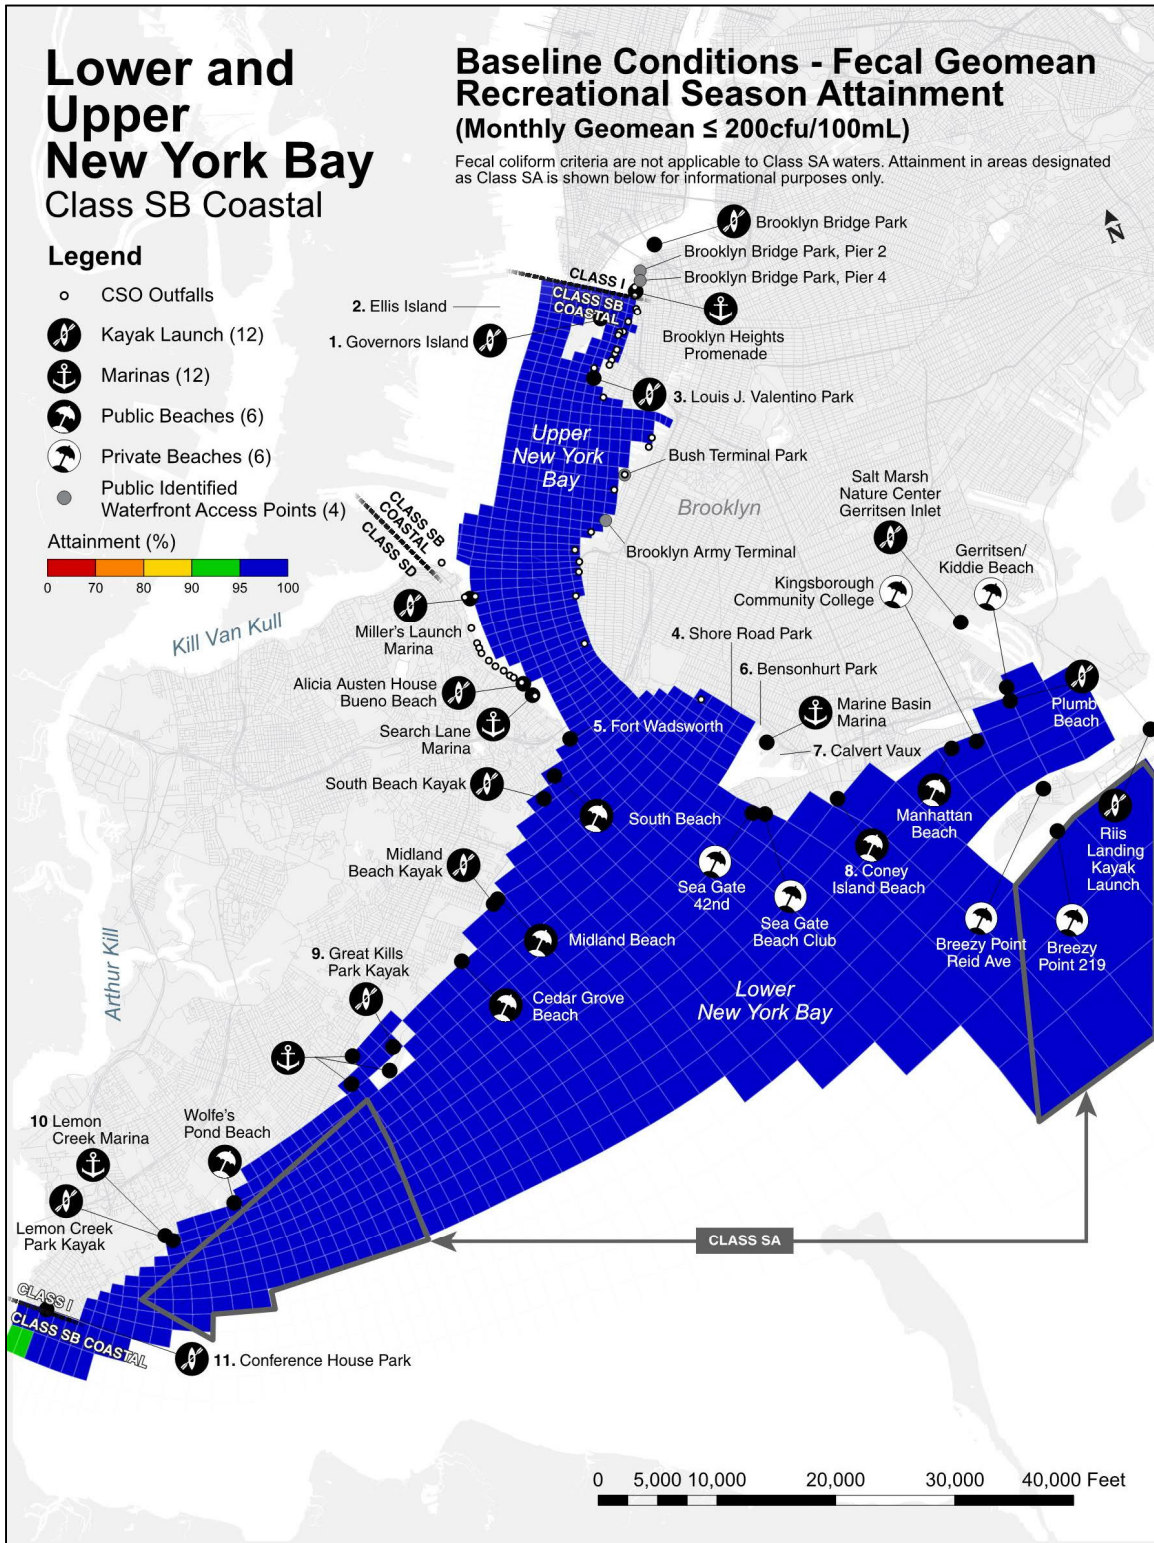 Lower and
Upper
New York Bay
Class SB Coastal
Baseline Conditions - Fecal Geomean
Recreational Season Attainment
(Monthly Geomean ≤ 200cfu/100mL)
Fecal coliform criteria are not applicable to Class SA waters. Attainment in areas designated
as Class SA is shown below for informational purposes only.
Legend
CSO Outfalls
Kayak Launch (12)
Marinas (12)
Public Beaches (6)
Private Beaches (6)
Public Identified
Waterfront Access Points (4)
Attainment (%)
0 70 80 90 95 100
N
Brooklyn Bridge Park
Brooklyn Bridge Park, Pier 2
Brooklyn Bridge Park, Pier 4
CLASS I
CLASS SB
COASTAL
2. Ellis Island
1. Governors Island
Brooklyn Heights
Promenade
3. Louis J. Valentino Park
Upper
New York
Bay
Bush Terminal Park
Brooklyn
Salt Marsh
Nature Center
Gerritsen Inlet
CLASS SB
COASTAL
CLASS SD
Brooklyn Army Terminal
Gerritsen/
Kiddie Beach
Kingsborough
Community College
Kill Van Kull
Miller's Launch
Marina
4. Shore Road Park
6. Bensonhurt Park
Alicia Austen House
Bueno Beach
Marine Basin
Marina
Plumb
Beach
Search Lane
Marina
5. Fort Wadsworth
7. Calvert Vaux
South Beach Kayak
South Beach
Manhattan
Beach
Riis
Landing
Kayak
Launch
Midland
Beach Kayak
Sea Gate
42nd
8. Coney
Island Beach
Sea Gate
Beach Club
Breezy Point
Reid Ave
Breezy
Point 219
Midland Beach
9. Great Kills
Park Kayak
Arthur Kill
Cedar Grove
Beach
Lower
New York Bay
10 Lemon
Creek Marina
Wolfe's
Pond Beach
Lemon Creek
Park Kayak
CLASS SA
CLASS I
CLASS SB COASTAL
11. Conference House Park
0 5,000 10,000 20,000 30,000 40,000 Feet